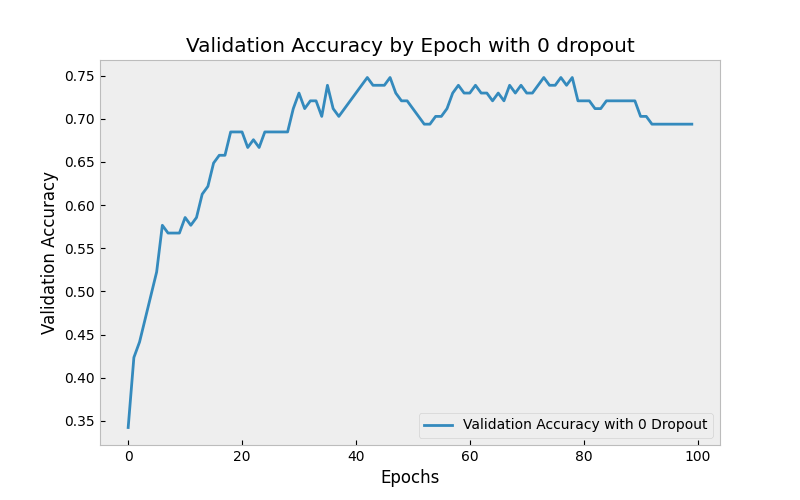 Validation Accuracy by Epoch with 0 dropout
0.75
0.70
0.65
0.60
0.55
0.50
0.45
0.40
0.35
Validation Accuracy
Validation Accuracy with 0 Dropout
0 20 40 60 80 100
Epochs